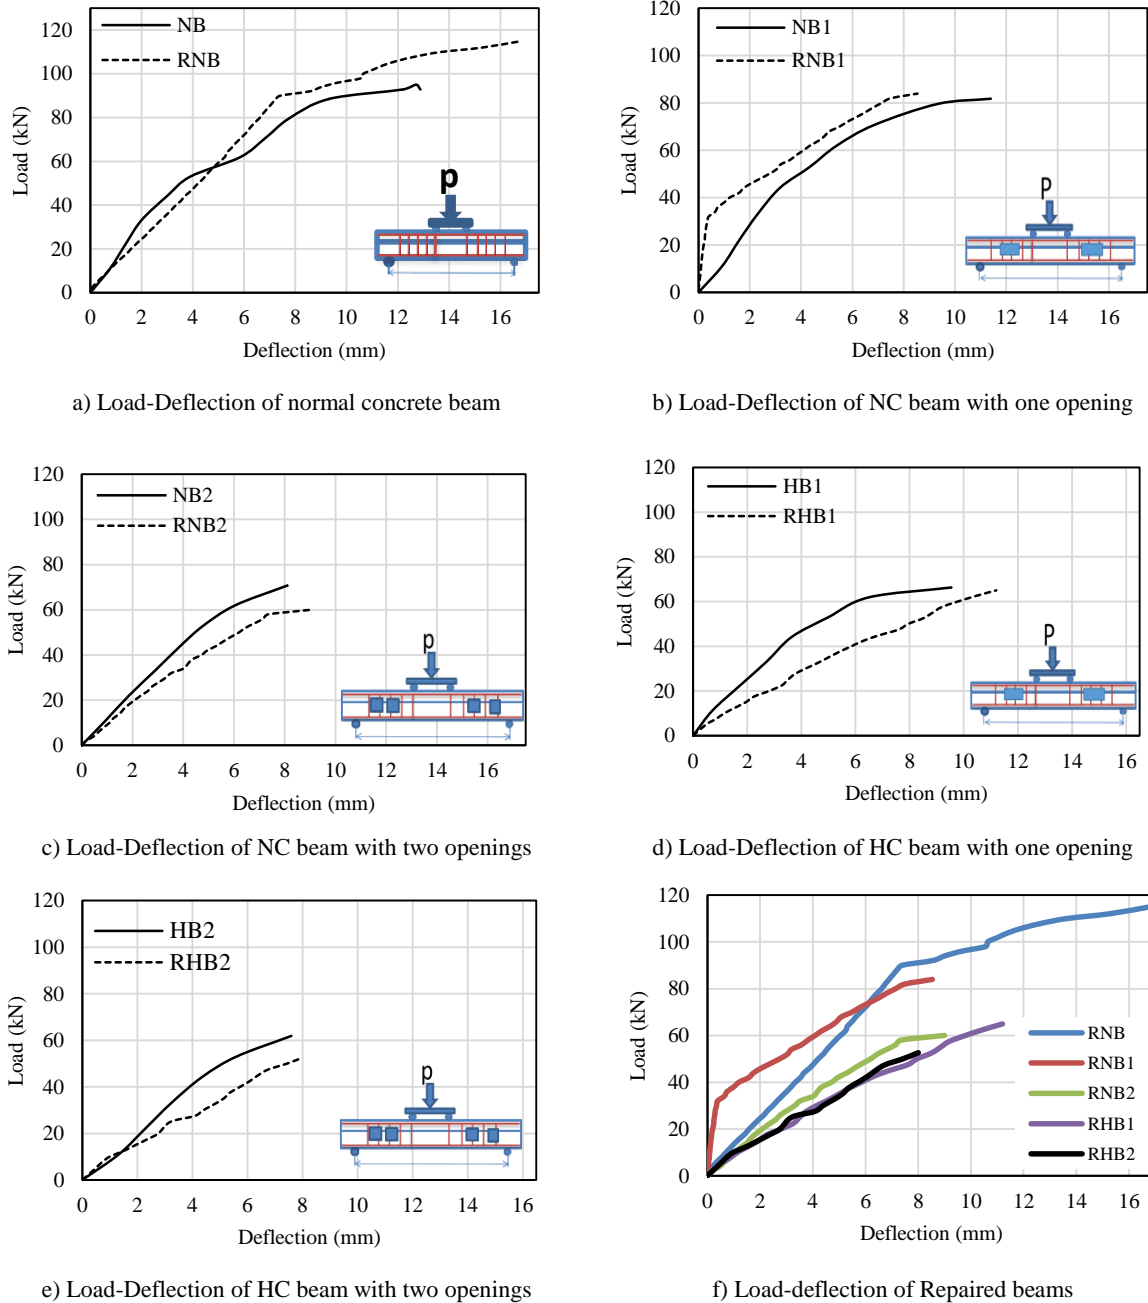 NB
RNB
120
100
80
60
40
20
0
Load (kN)
p
0 2 4 6 8 10 12 14 16
Deflection (mm)
a) Load-Deflection of normal concrete beam
NB1
RNB1
120
100
80
60
40
20
0
Load (kN)
P
0 2 4 6 8 10 12 14 16
Deflection (mm)
b) Load-Deflection of NC beam with one opening
NB2
RNB2
120
100
80
60
40
20
0
Load (kN)
p
0 2 4 6 8 10 12 14 16
Deflection (mm)
c) Load-Deflection of NC beam with two openings
HB1
RHB1
120
100
80
60
40
20
0
Load (kN)
P
0 2 4 6 8 10 12 14 16
Deflection (mm)
d) Load-Deflection of HC beam with one opening
HB2
RHB2
120
100
80
60
40
20
0
Load (kN)
p
0 2 4 6 8 10 12 14 16
Deflection (mm)
e) Load-Deflection of HC beam with two openings
120
100
80
60
40
20
0
Load (kN)
RNB
RNB1
RNB2
RHB1
RHB2
0 2 4 6 8 10 12 14 16
Deflection (mm)
f) Load-deflection of Repaired beams